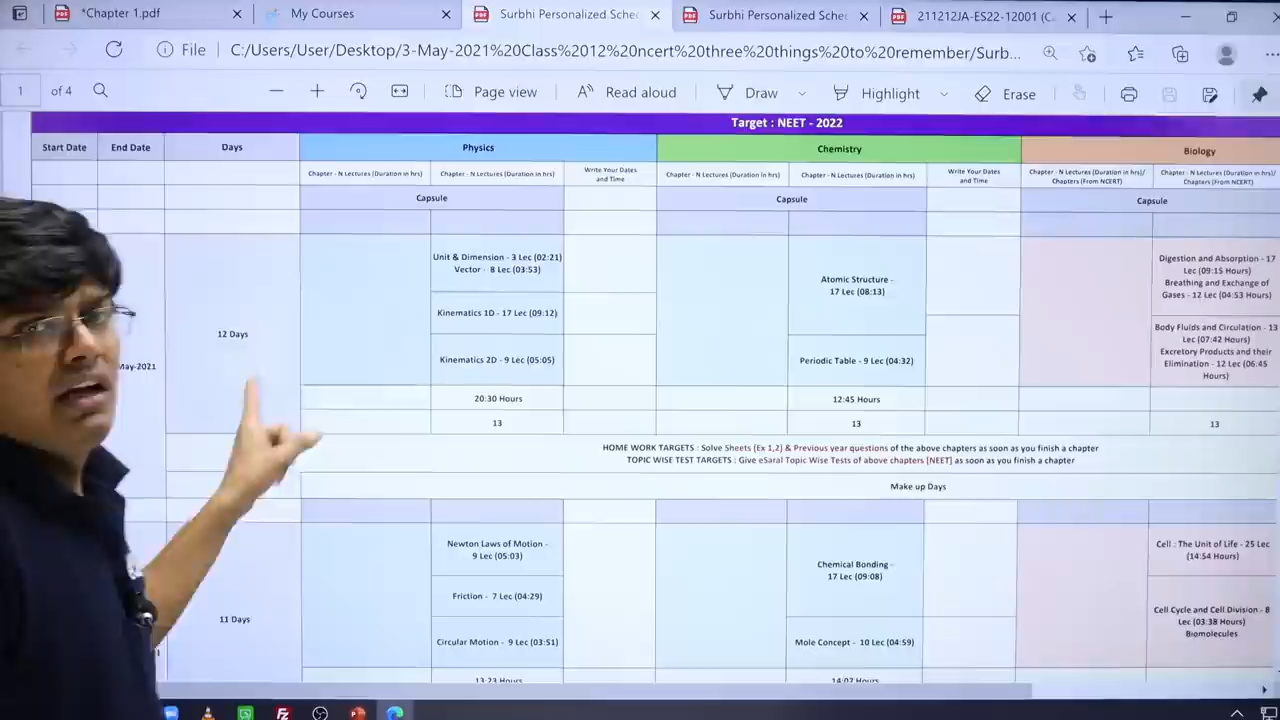 *Chapter 1.pdf
My Courses
Surbhi Personalized Sche
Surbhi Personalized Sche
211212JA-ES22-12001 (C
File
C:/Users/User/Desktop/3-May-2021%20Class%2012%20ncert%20three%20things%20to%20remember/Surb...
1
of 4
Page view
Read aloud
Draw
Highlight
Erase
Target : NEET - 2022
Start Date
End Date
Days
Physics
Chemistry
Biology
Chapter - N Lectures (Duration in hrs)
Chapter - N Lectures (Duration in hrs)
Write Your Dates
and Time
Chapter - N Lectures (Duration in hrs)
Chapter - N Lectures (Duration in hrs)
Write Your Dates
and Time
Chapter - N Lectures (Duration in hrs)/
Chapters (From NCERT)
Chapter - N Lectures (Duration in hrs)/
Chapters (From NCERT)
Capsule
Capsule
Capsule
May-2021
12 Days
Unit & Dimension - 3 Lec (02:21)
Vector - 8 Lec (03:53)
Kinematics 1D - 17 Lec (09:12)
Kinematics 2D - 9 Lec (05:05)
Atomic Structure -
17 Lec (08:13)
Periodic Table - 9 Lec (04:32)
Digestion and Absorption - 17
Lec (09:15 Hours)
Breathing and Exchange of
Gases - 12 Lec (04:53 Hours)
Body Fluids and Circulation - 13
Lec (07:42 Hours)
Excretory Products and their
Elimination - 12 Lec (06:45
Hours)
20:30 Hours
12:45 Hours
13
13
13
HOME WORK TARGETS : Solve Sheets (Ex 1,2) & Previous year questions of the above chapters as soon as you finish a chapter
TOPIC WISE TEST TARGETS : Give eSaral Topic Wise Tests of above chapters [NEET] as soon as you finish a chapter
Make up Days
11 Days
Newton Laws of Motion -
9 Lec (05:03)
Friction - 7 Lec (04:29)
Circular Motion - 9 Lec (03:51)
Chemical Bonding -
17 Lec (09:08)
Mole Concept - 10 Lec (04:59)
Cell : The Unit of Life - 25 Lec
(14:54 Hours)
Cell Cycle and Cell Division - 8
Lec (03:38 Hours)
Biomolecules
13:23 Hours
14:07 Hours